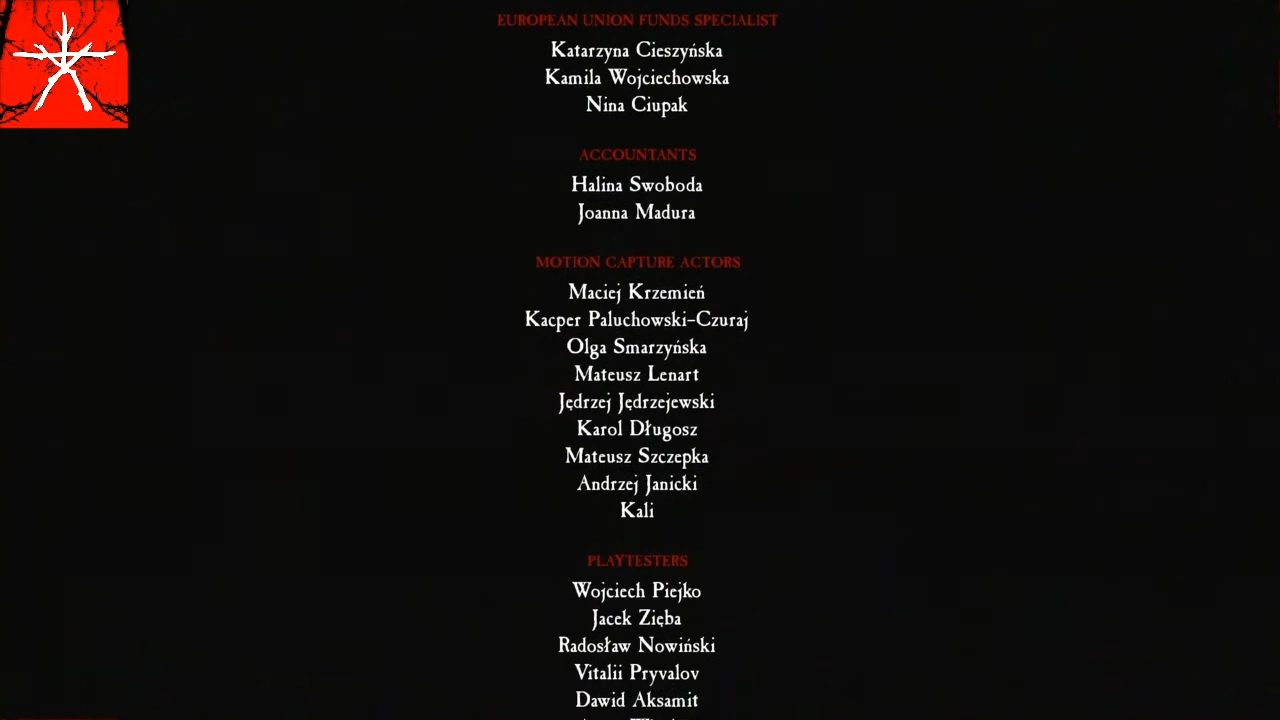 EUROPEAN UNION FUNDS SPECIALIST
Katarzyna Cieszyńska
Kamila Wojciechowska
Nina Ciupak
ACCOUNTANTS
Halina Swoboda
Joanna Madura
MOTION CAPTURE ACTORS
Maciej Krzemień
Kacper Paluchowski-Czuraj
Olga Smarzyńska
Mateusz Lenart
Jędrzej Jędrzejewski
Karol Długosz
Mateusz Szczepka
Andrzej Janicki
Kali
PLAYTESTERS
Wojciech Piejko
Jacek Zięba
Radosław Nowiński
Vitalii Pryvalov
Dawid Aksamit